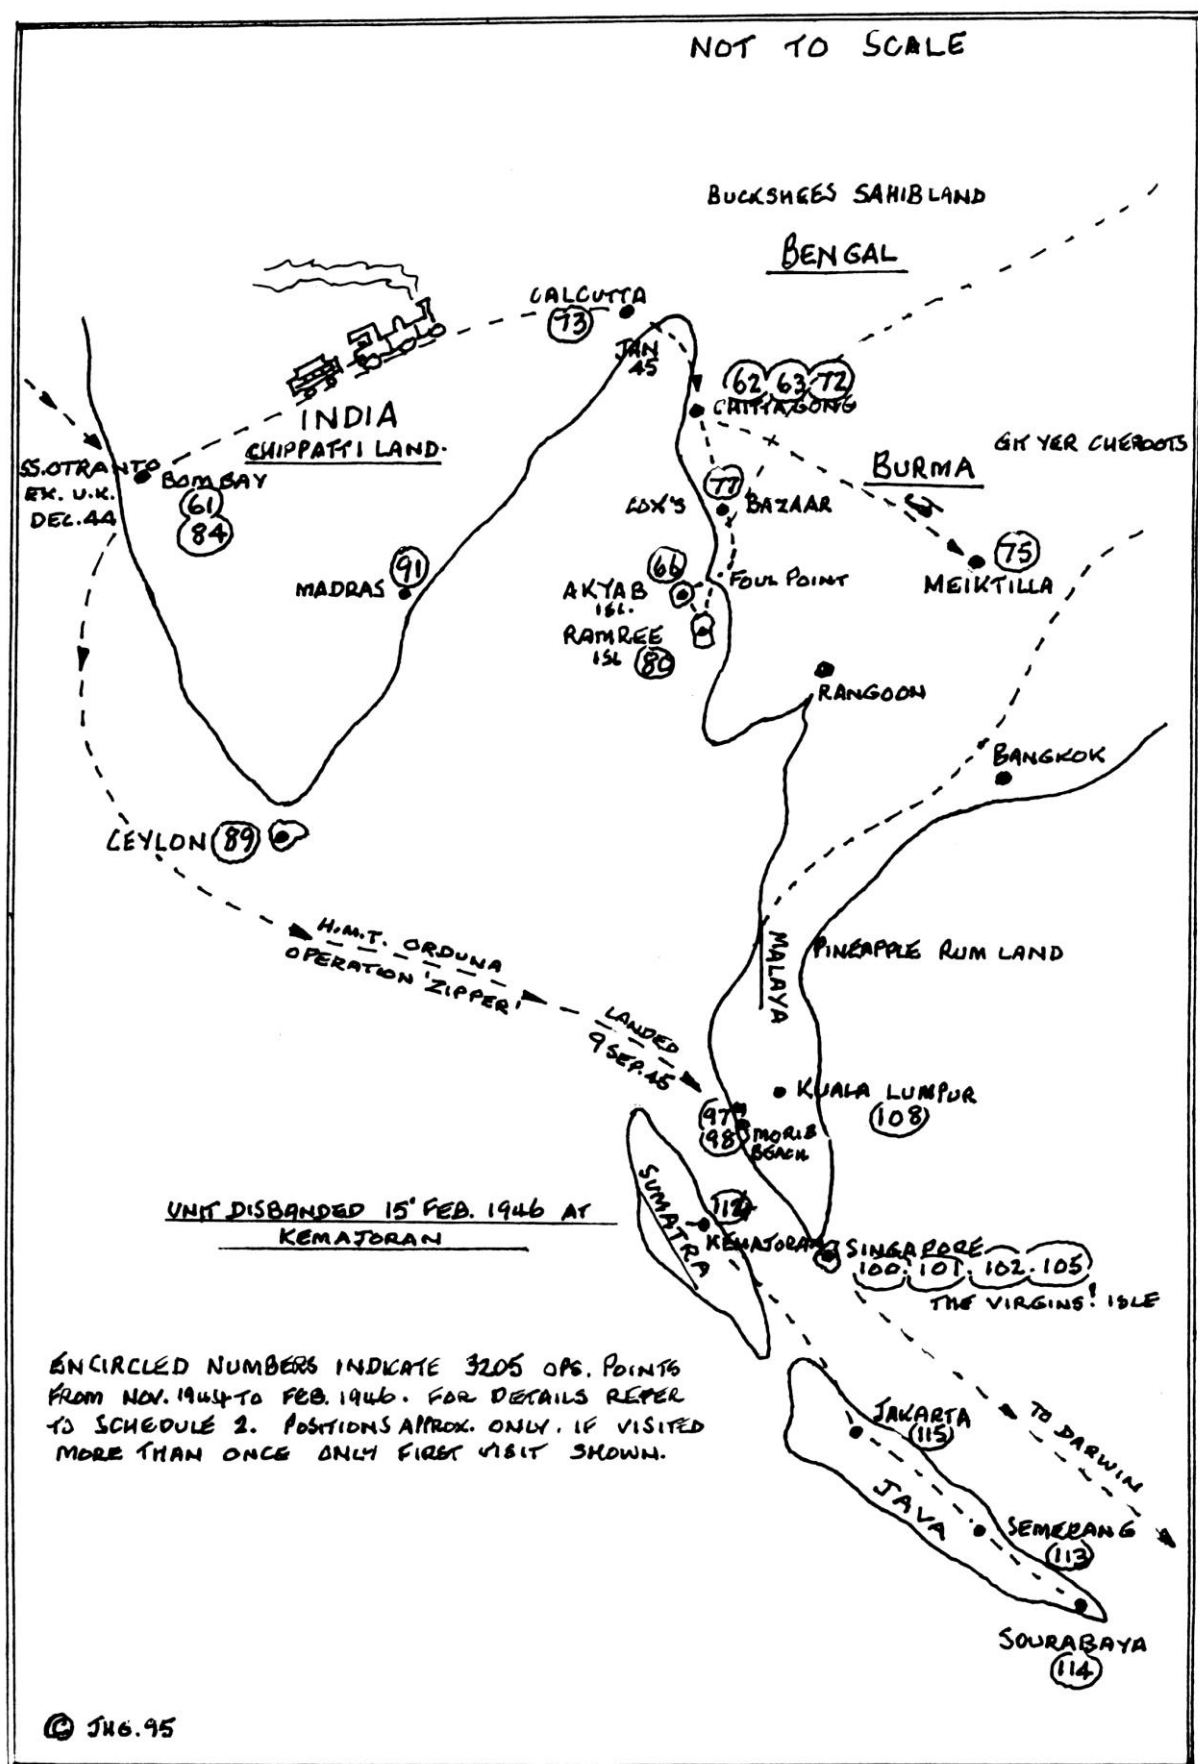 NOT TO SCALE
BUCKSHEES SAHIBLAND
BENGAL
CALCUTTA
73
JAN
45
62 63 72
CHITTAGONG
INDIA
CHIPPATTI LAND.
GIT YER CHEROOTS
BURMA
SS.OTRANTO
EX. U.K.
DEC.44
BOMBAY
61
84
77
COX'S BAZAAR
75
MEIKTILLA
91
MADRAS
66
AKYAB
ISL.
FOUL POINT
RAMREE
ISL 80
RANGOON
BANGKOK
CEYLON 89
H.M.T. ORDUNA
OPERATION 'ZIPPER'
LANDED
9 SEP.45
MALAYA
PINEAPPLE RUM LAND
KUALA LUMPUR
108
97
98
MORIB
BEACH
SUMATRA
112
KEMAJORAN
UNIT DISBANDED 15' FEB. 1946 AT
KEMAJORAN
SINGAPORE
100. 101. 102. 105
THE VIRGINS! ISLE
ENCIRCLED NUMBERS INDICATE 3205 OPS. POINTS
FROM NOV. 1944 TO FEB. 1946. FOR DETAILS REFER
TO SCHEDULE 2. POSITIONS APPROX. ONLY. IF VISITED
MORE THAN ONCE ONLY FIRST VISIT SHOWN.
TO DARWIN
JAKARTA
115
JAVA
SEMERANG
113
SOURABAYA
114
© JHG.95